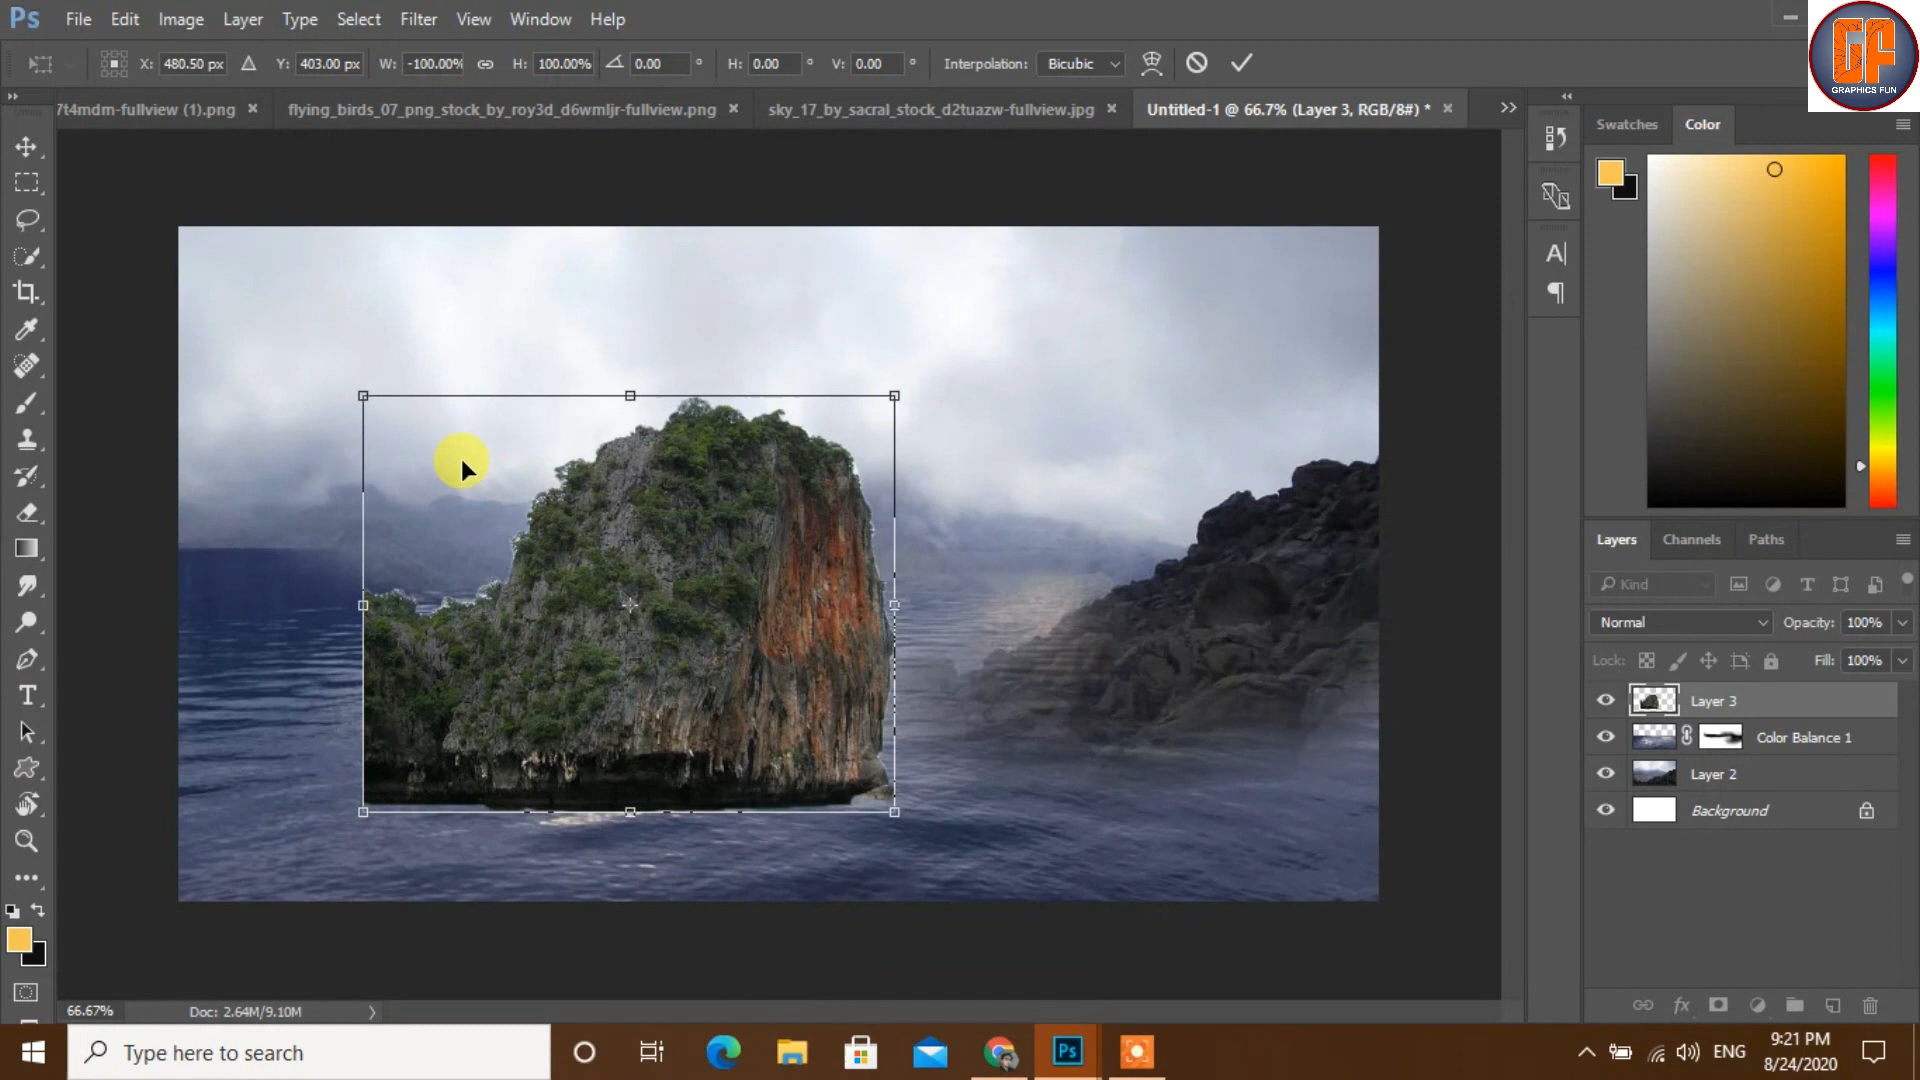 Ps File Edit Image Layer Type Select Filter View Window Help
X: 480.50 px Y: 403.00 px W: -100.00% H: 100.00% 0.00 ° H: 0.00 ° V: 0.00 ° Interpolation: Bicubic
GF
GRAPHICS FUN
7t4mdm-fullview (1).png × flying_birds_07_png_stock_by_roy3d_d6wmljr-fullview.png × sky_17_by_sacral_stock_d2tuazw-fullview.jpg × Untitled-1 @ 66.7% (Layer 3, RGB/8#) * ×
Swatches Color
Layers Channels Paths
Kind
Normal Opacity: 100%
Lock: Fill: 100%
Layer 3
Color Balance 1
Layer 2
Background
66.67% Doc: 2.64M/9.10M
Type here to search
Ps
ENG
9:21 PM
8/24/2020